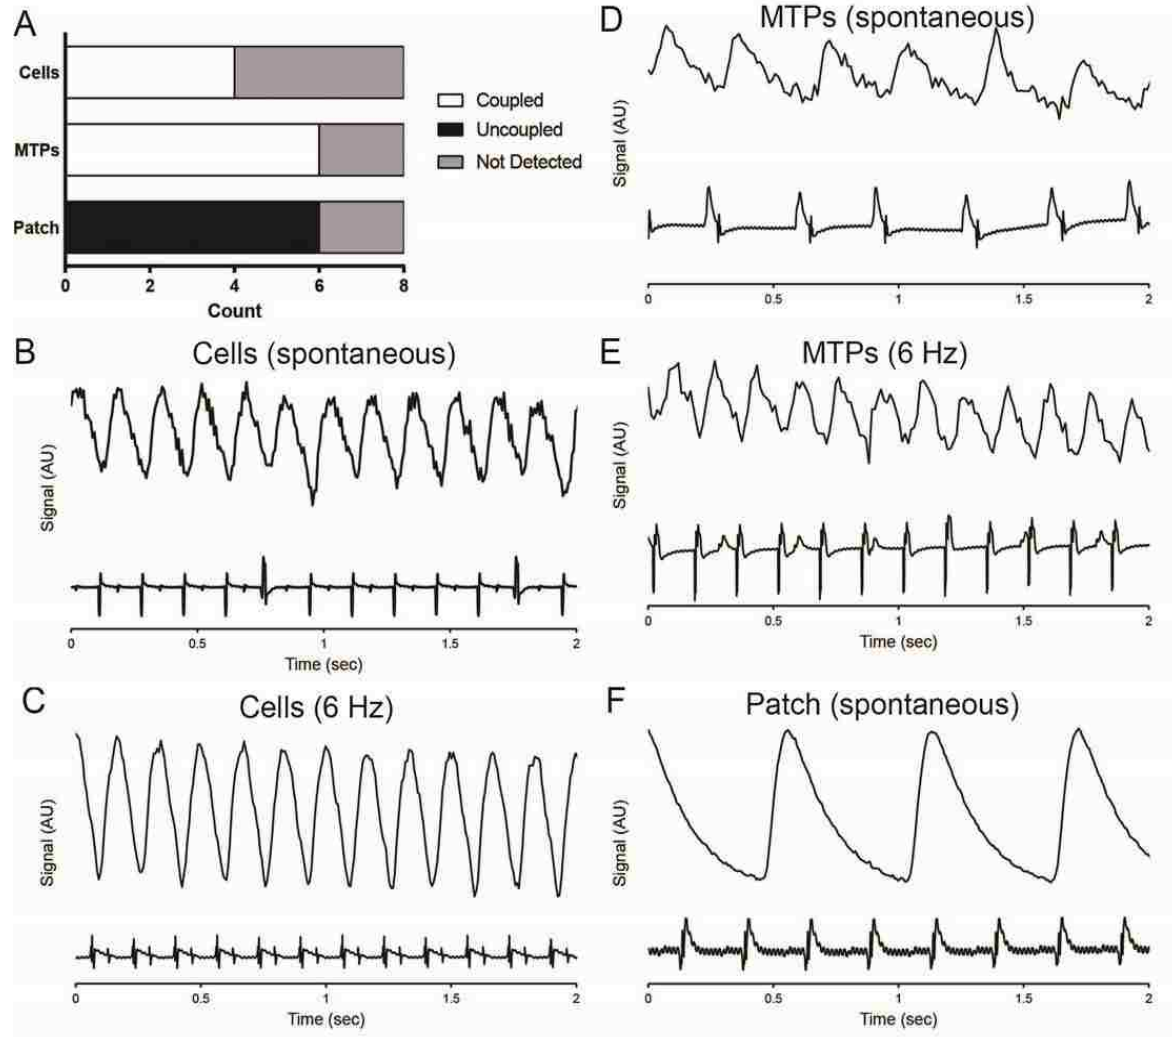 A
Cells
MTPs
Patch
0 2 4 6 8
Count
Coupled
Uncoupled
Not Detected
B
Cells (spontaneous)
Signal (AU)
0 0.5 1 1.5 2
Time (sec)
C
Cells (6 Hz)
Signal (AU)
0 0.5 1 1.5 2
Time (sec)
D
MTPs (spontaneous)
Signal (AU)
0 0.5 1 1.5 2
E
MTPs (6 Hz)
Signal (AU)
0 0.5 1 1.5 2
Time (sec)
F
Patch (spontaneous)
Signal (AU)
0 0.5 1 1.5 2
Time (sec)